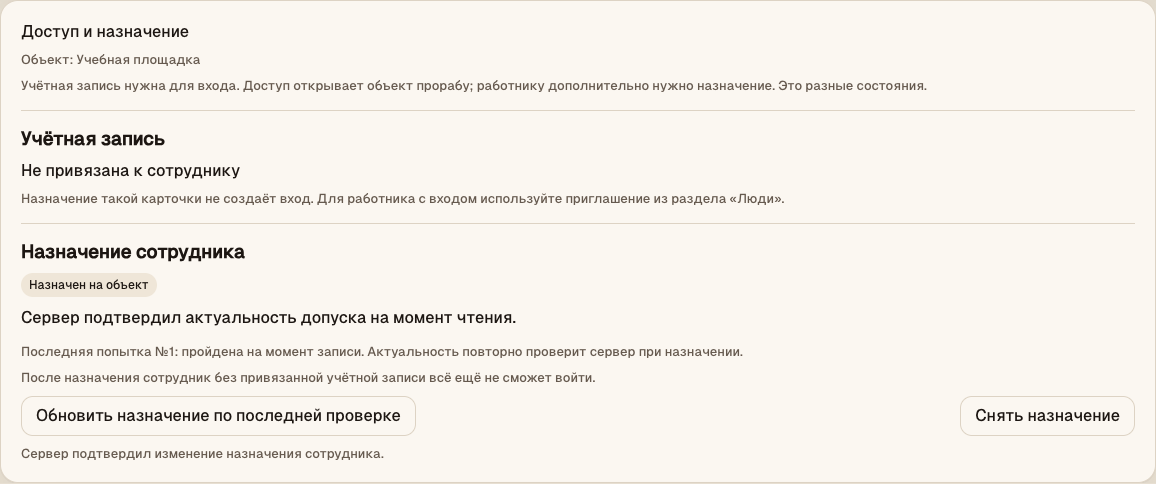 Доступ и назначение
Объект: Учебная площадка
Учётная запись нужна для входа. Доступ открывает объект прорабу; работнику дополнительно нужно назначение. Это разные состояния.
Учётная запись
Не привязана к сотруднику
Назначение такой карточки не создаёт вход. Для работника с входом используйте приглашение из раздела «Люди».
Назначение сотрудника
Назначен на объект
Сервер подтвердил актуальность допуска на момент чтения.
Последняя попытка №1: пройдена на момент записи. Актуальность повторно проверит сервер при назначении.
После назначения сотрудник без привязанной учётной записи всё ещё не сможет войти.
Обновить назначение по последней проверке
Снять назначение
Сервер подтвердил изменение назначения сотрудника.